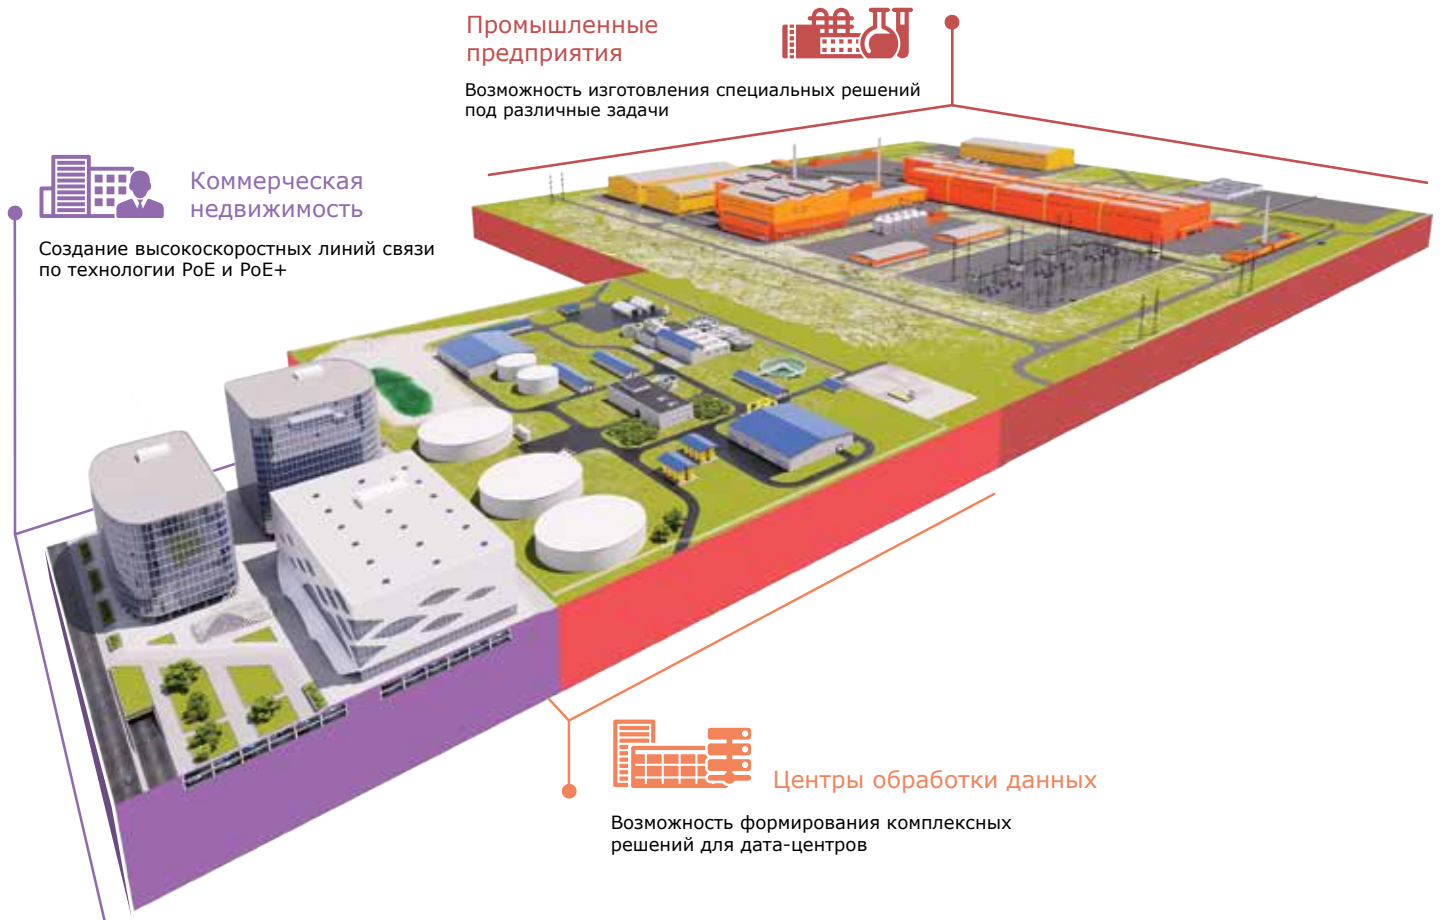 Промышленные
предприятия
Возможность изготовления специальных решений
под различные задачи
Коммерческая
недвижимость
Создание высокоскоростных линий связи
по технологии PoE и PoE+
Центры обработки данных
Возможность формирования комплексных
решений для дата-центров